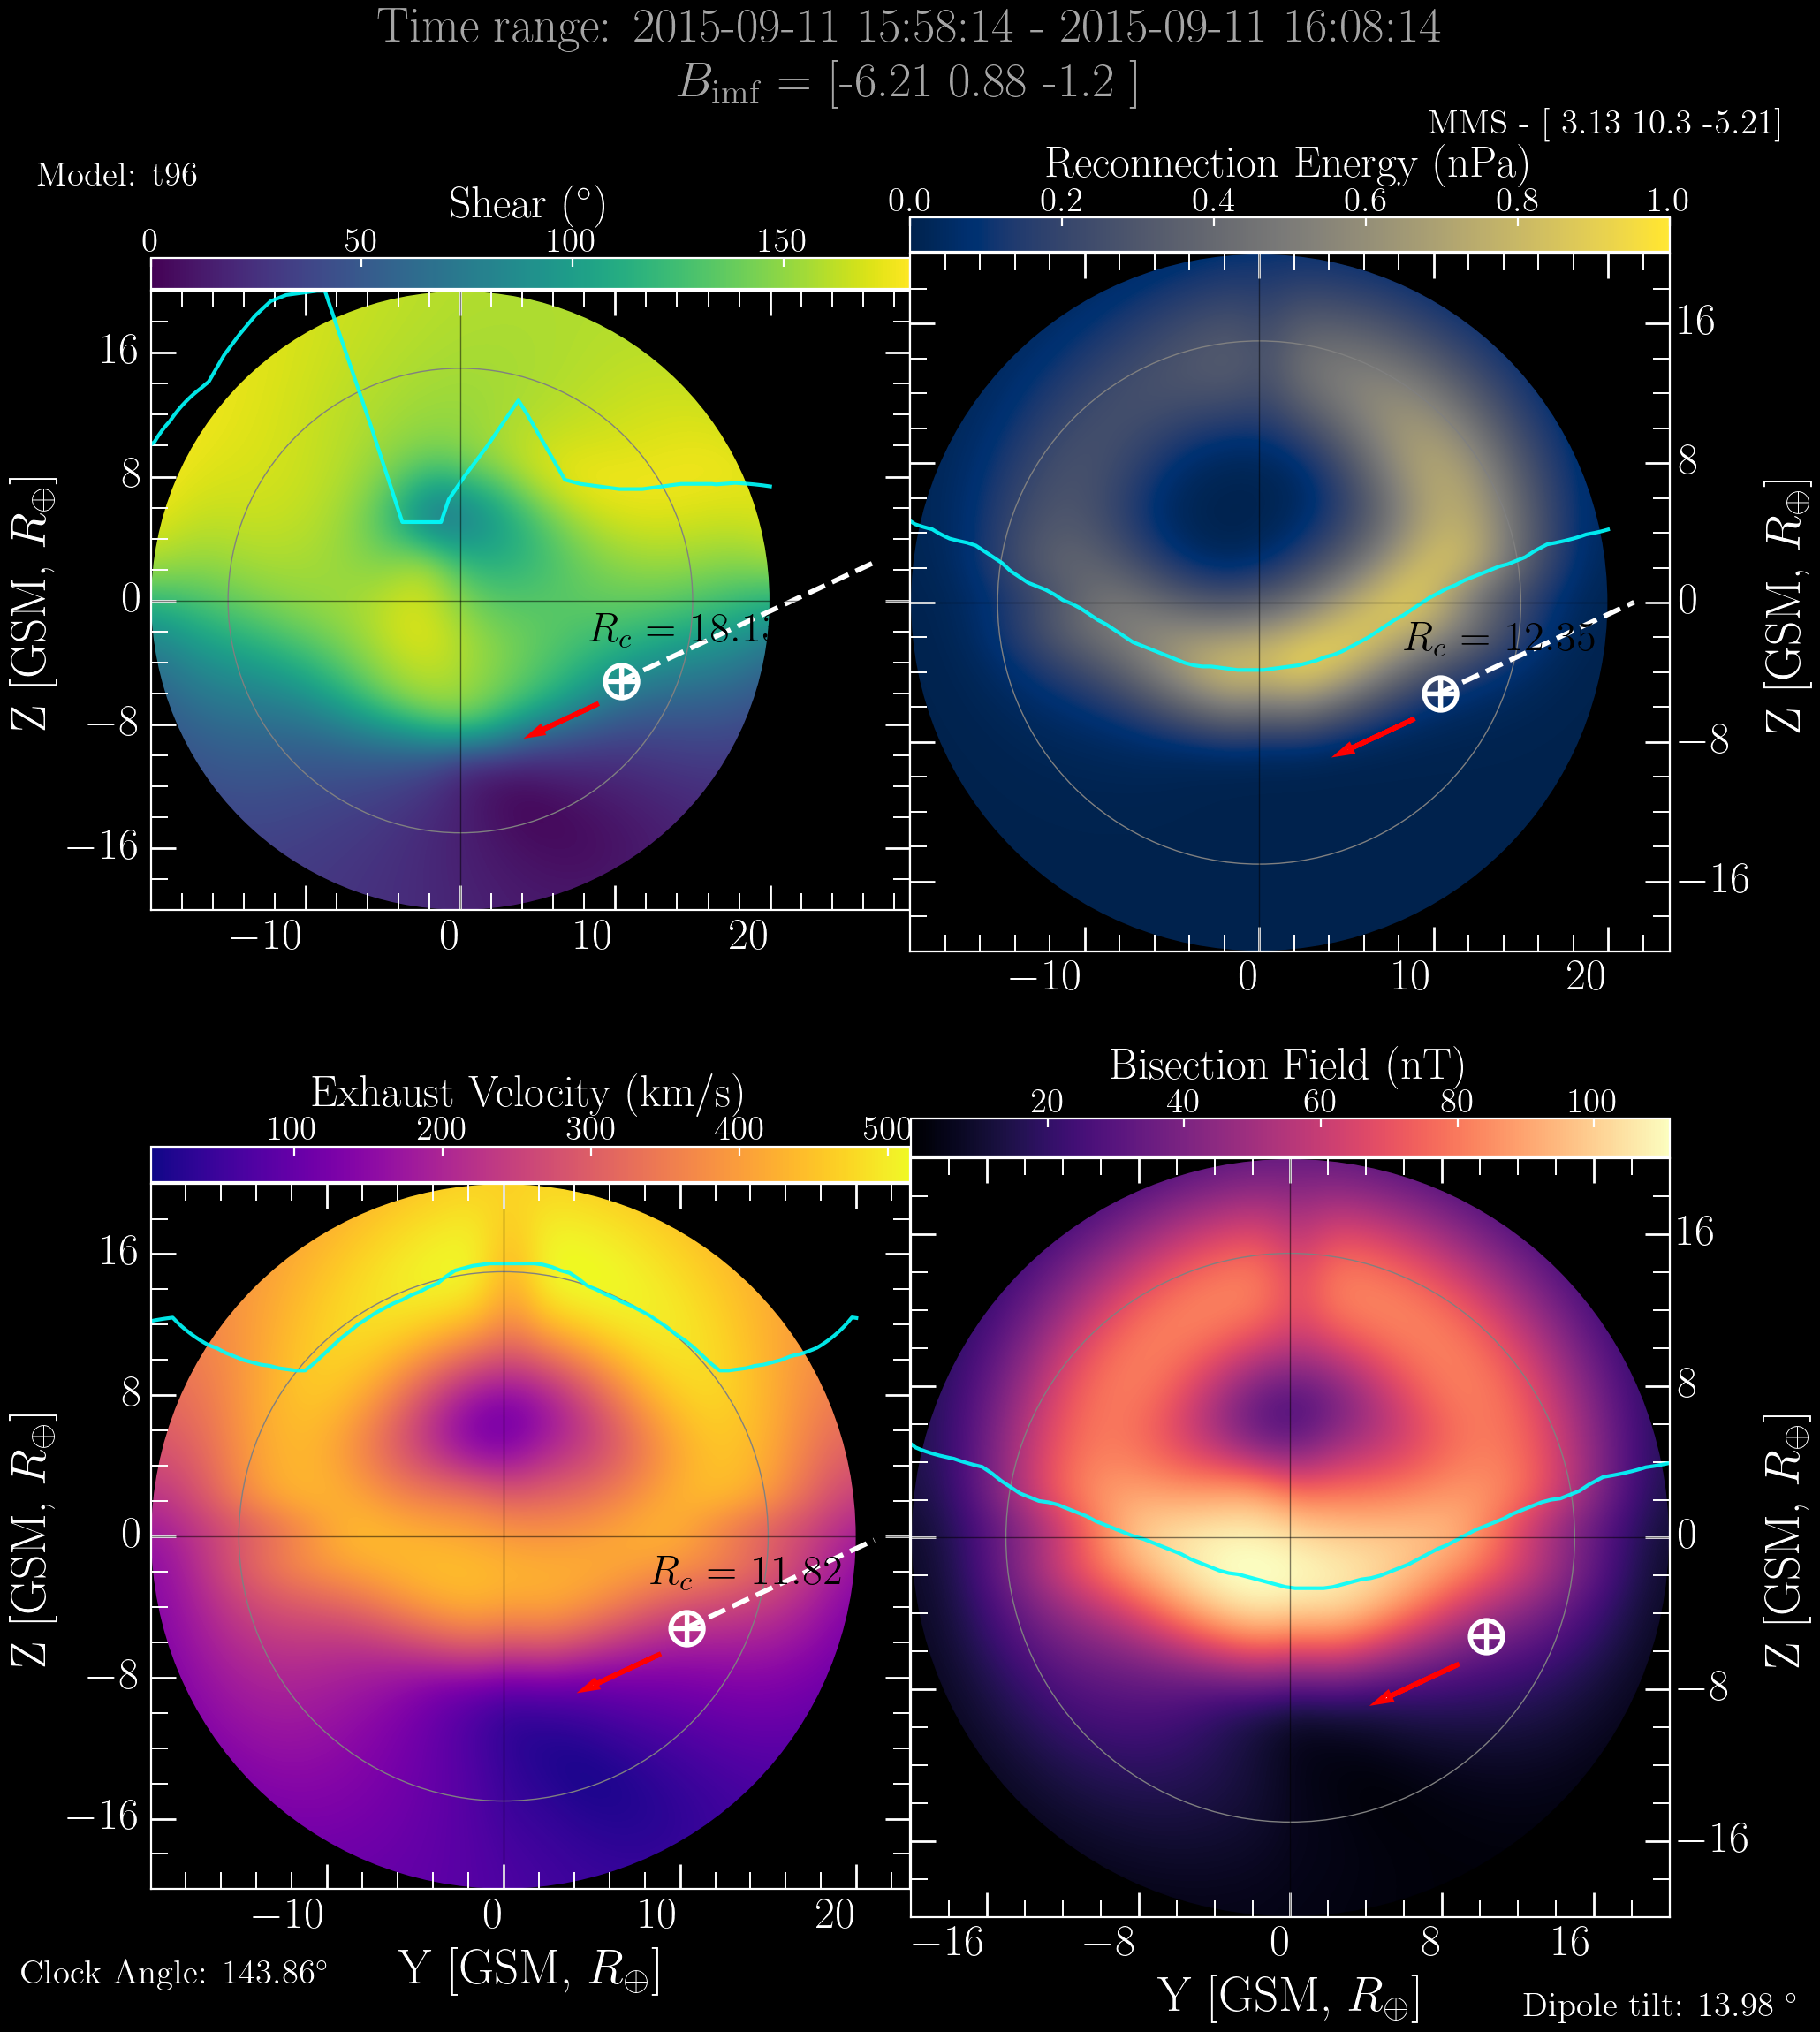 Time range: 2015-09-11 15:58:14 - 2015-09-11 16:08:14
B_imf = [-6.21 0.88 -1.2 ]
MMS - [ 3.13 10.3 -5.21]
Model: t96
Shear (°)
0 50 100 150
16
8
0
−8
−16
Z [GSM, R⊕]
R_c = 18.1
−10 0 10 20
Reconnection Energy (nPa)
0.0 0.2 0.4 0.6 0.8 1.0
16
8
0
−8
−16
Z [GSM, R⊕]
R_c = 12.35
−10 0 10 20
Exhaust Velocity (km/s)
100 200 300 400 500
16
8
0
−8
−16
Z [GSM, R⊕]
R_c = 11.82
−10 0 10 20
Y [GSM, R⊕]
Bisection Field (nT)
20 40 60 80 100
16
8
0
−8
−16
Z [GSM, R⊕]
−16 −8 0 8 16
Y [GSM, R⊕]
Clock Angle: 143.86°
Dipole tilt: 13.98 °